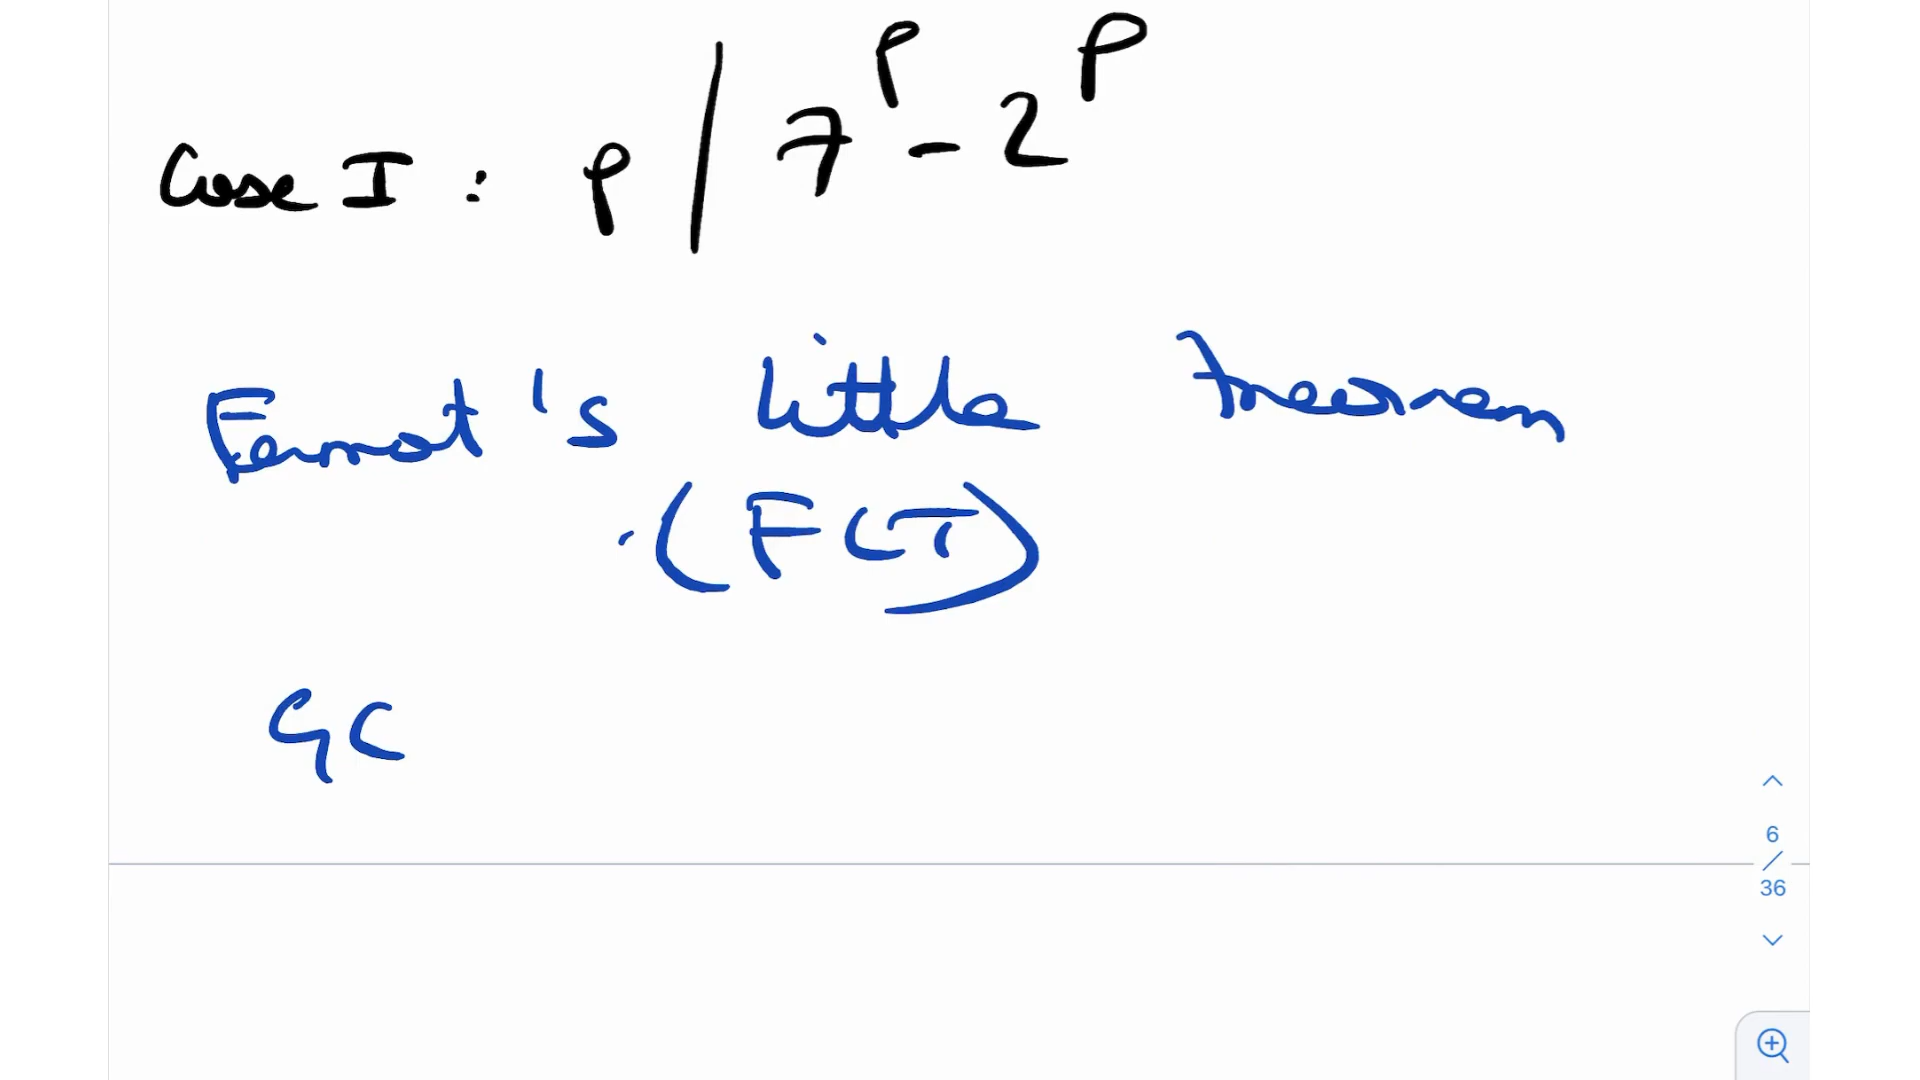 Case I : p | 7^p - 2^p
Fermat's little theorem
(FLT)
GC
6
/
36